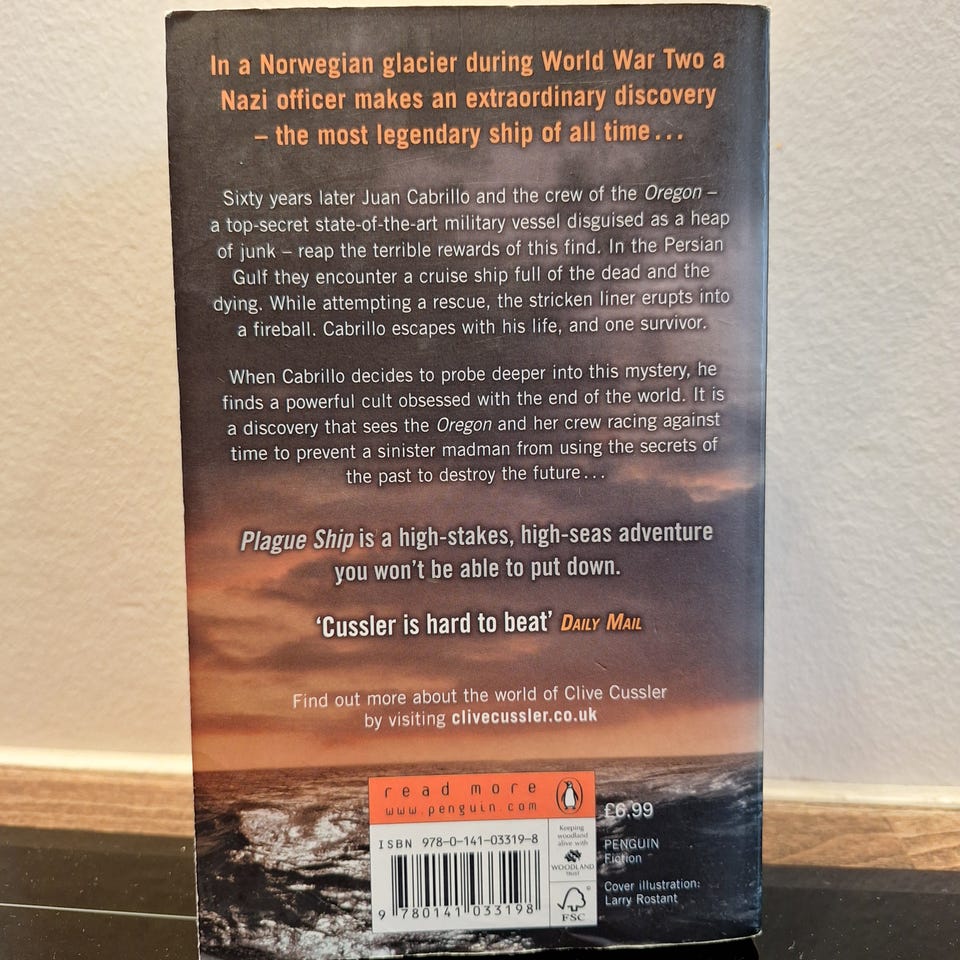 In a Norwegian glacier during World War Two a
Nazi officer makes an extraordinary discovery
– the most legendary ship of all time...
Sixty years later Juan Cabrillo and the crew of the Oregon –
a top-secret state-of-the-art military vessel disguised as a heap
of junk – reap the terrible rewards of this find. In the Persian
Gulf they encounter a cruise ship full of the dead and the
dying. While attempting a rescue, the stricken liner erupts into
a fireball. Cabrillo escapes with his life, and one survivor.
When Cabrillo decides to probe deeper into this mystery, he
finds a powerful cult obsessed with the end of the world. It is
a discovery that sees the Oregon and her crew racing against
time to prevent a sinister madman from using the secrets of
the past to destroy the future...
Plague Ship is a high-stakes, high-seas adventure
you won't be able to put down.
'Cussler is hard to beat' DAILY MAIL
Find out more about the world of Clive Cussler
by visiting clivecussler.co.uk
read more
www.penguin.com
£6.99
ISBN 978-0-141-03319-8
9 780141 033198
Keeping
woodland
alive with
WOODLAND
TRUST
FSC
®
PENGUIN
Fiction
Cover illustration:
Larry Rostant